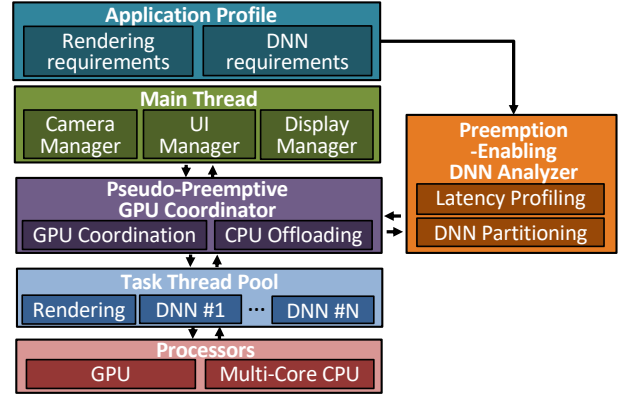 Application Profile
Rendering
requirements
DNN
requirements
Main Thread
Camera
Manager
UI
Manager
Display
Manager
Preemption
-Enabling
DNN Analyzer
Latency Profiling
DNN Partitioning
Pseudo-Preemptive
GPU Coordinator
GPU Coordination
CPU Offloading
Task Thread Pool
Rendering
DNN #1
...
DNN #N
Processors
GPU
Multi-Core CPU